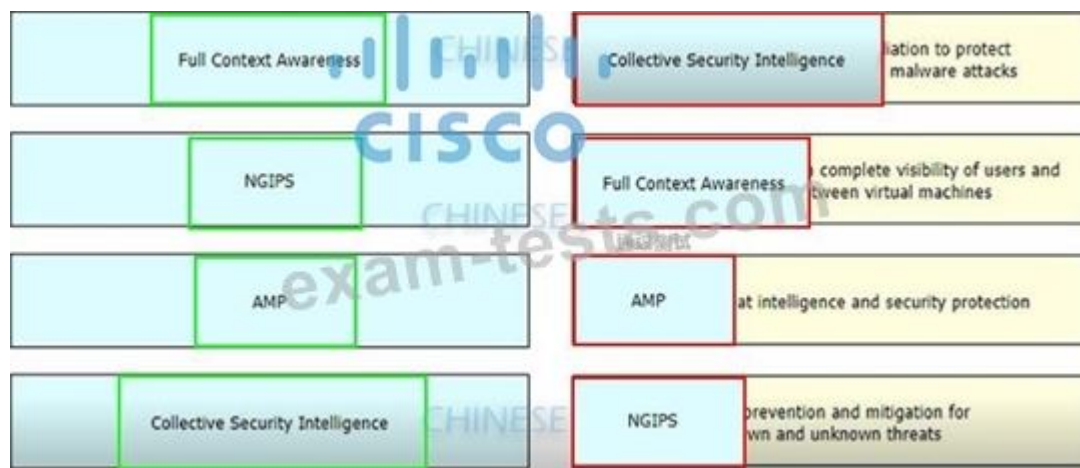 Full Context Awareness
Collective Security Intelligence
iation to protect
malware attacks
CHINESE
CISCO
NGIPS
Full Context Awareness
complete visibility of users and
tween virtual machines
CHINESE
exam-tests.com
AMP
AMP
at intelligence and security protection
Collective Security Intelligence
CHINESE
NGIPS
prevention and mitigation for
wn and unknown threats